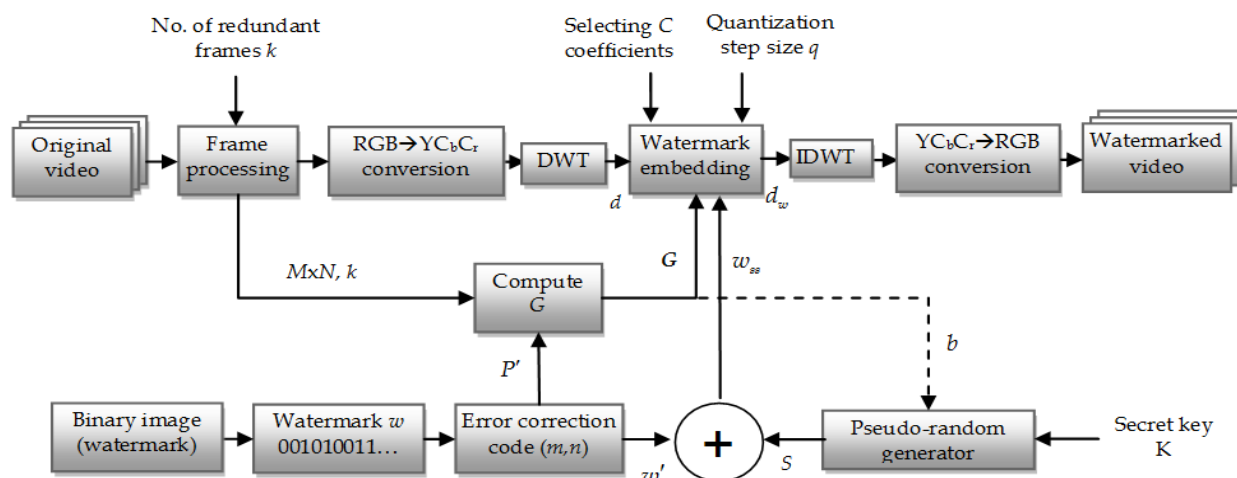 No. of redundant
frames k
Selecting C
coefficients
Quantization
step size q
Original
video
Frame
processing
RGB→YCbCr
conversion
DWT
Watermark
embedding
IDWT
YCbCr→RGB
conversion
Watermarked
video
d
dw
MxN, k
G
wss
Compute
G
b
P'
Binary image
(watermark)
Watermark w
001010011…
Error correction
code (m,n)
w'
+
S
Pseudo-random
generator
Secret key
K